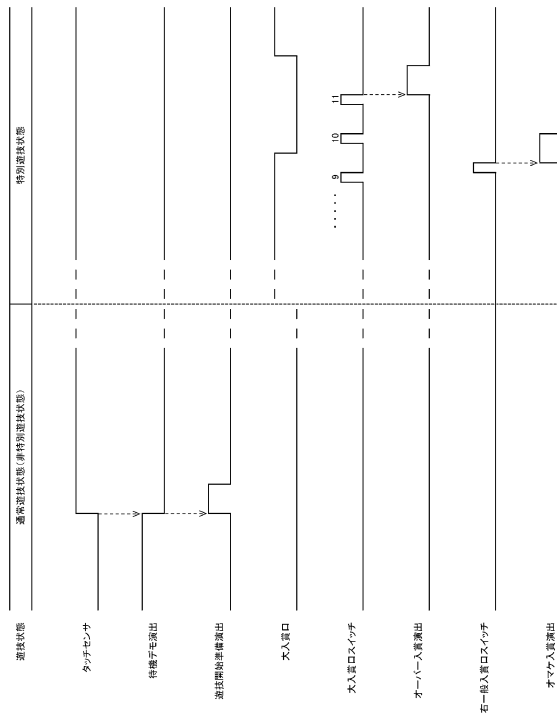 遊技状態
通常遊技状態(非特別遊技状態)
特別遊技状態
タッチセンサ
待機デモ演出
遊技開始準備演出
大入賞口
大入賞口スイッチ
・・・・・ 9 10 11
オーバー入賞演出
右一般入賞口スイッチ
オマケ入賞演出